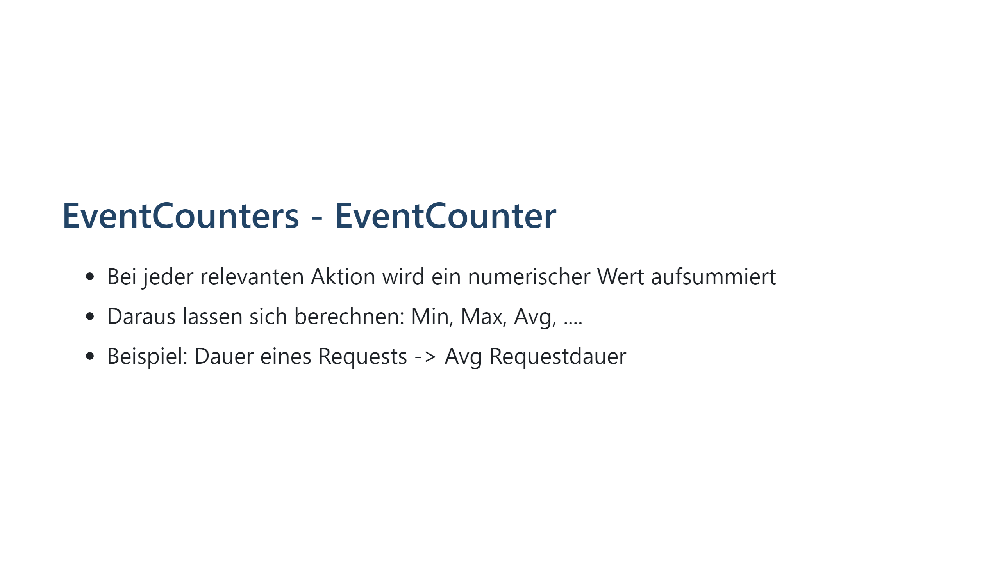 EventCounters - EventCounter
• Bei jeder relevanten Aktion wird ein numerischer Wert aufsummiert
• Daraus lassen sich berechnen: Min, Max, Avg, ....
• Beispiel: Dauer eines Requests -> Avg Requestdauer